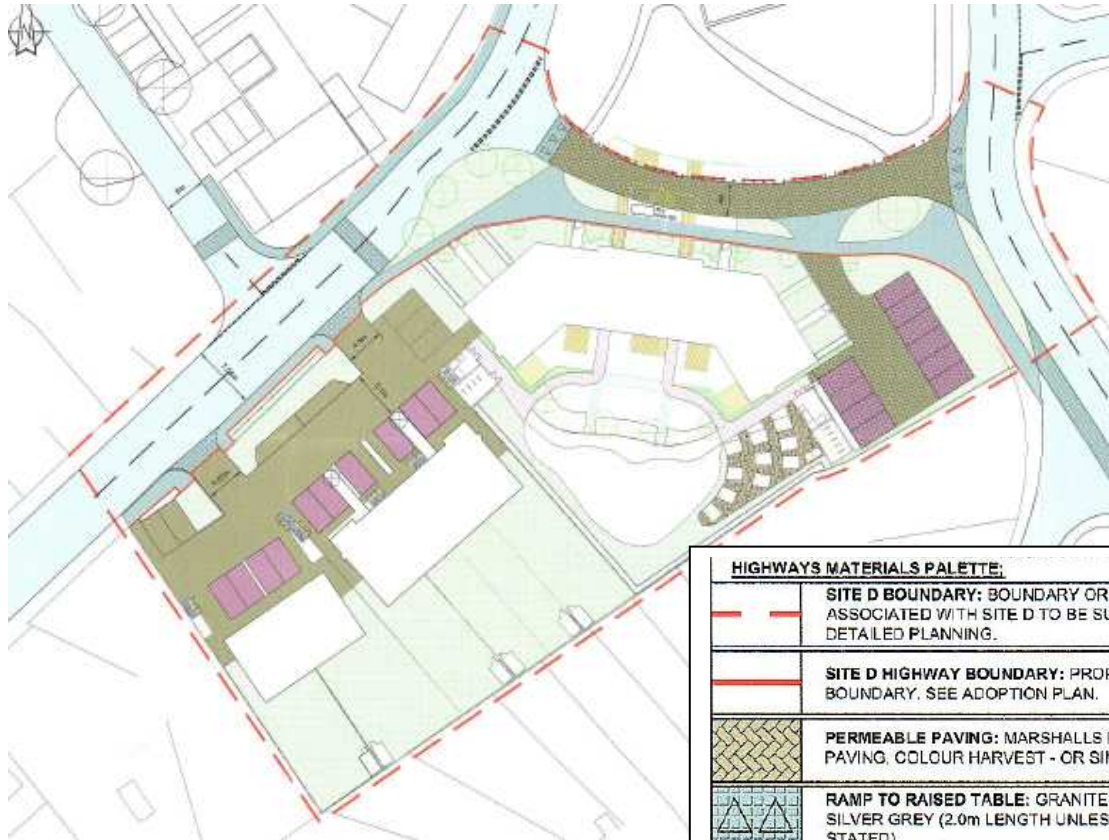 N
HIGHWAYS MATERIALS PALETTE;
SITE D BOUNDARY: BOUNDARY OR
ASSOCIATED WITH SITE D TO BE SU
DETAILED PLANNING.
SITE D HIGHWAY BOUNDARY: PROP
BOUNDARY. SEE ADOPTION PLAN.
PERMEABLE PAVING: MARSHALLS
PAVING. COLOUR HARVEST - OR SI
RAMP TO RAISED TABLE: GRANITE
SILVER GREY (2.0m LENGTH UNLES
STATED)